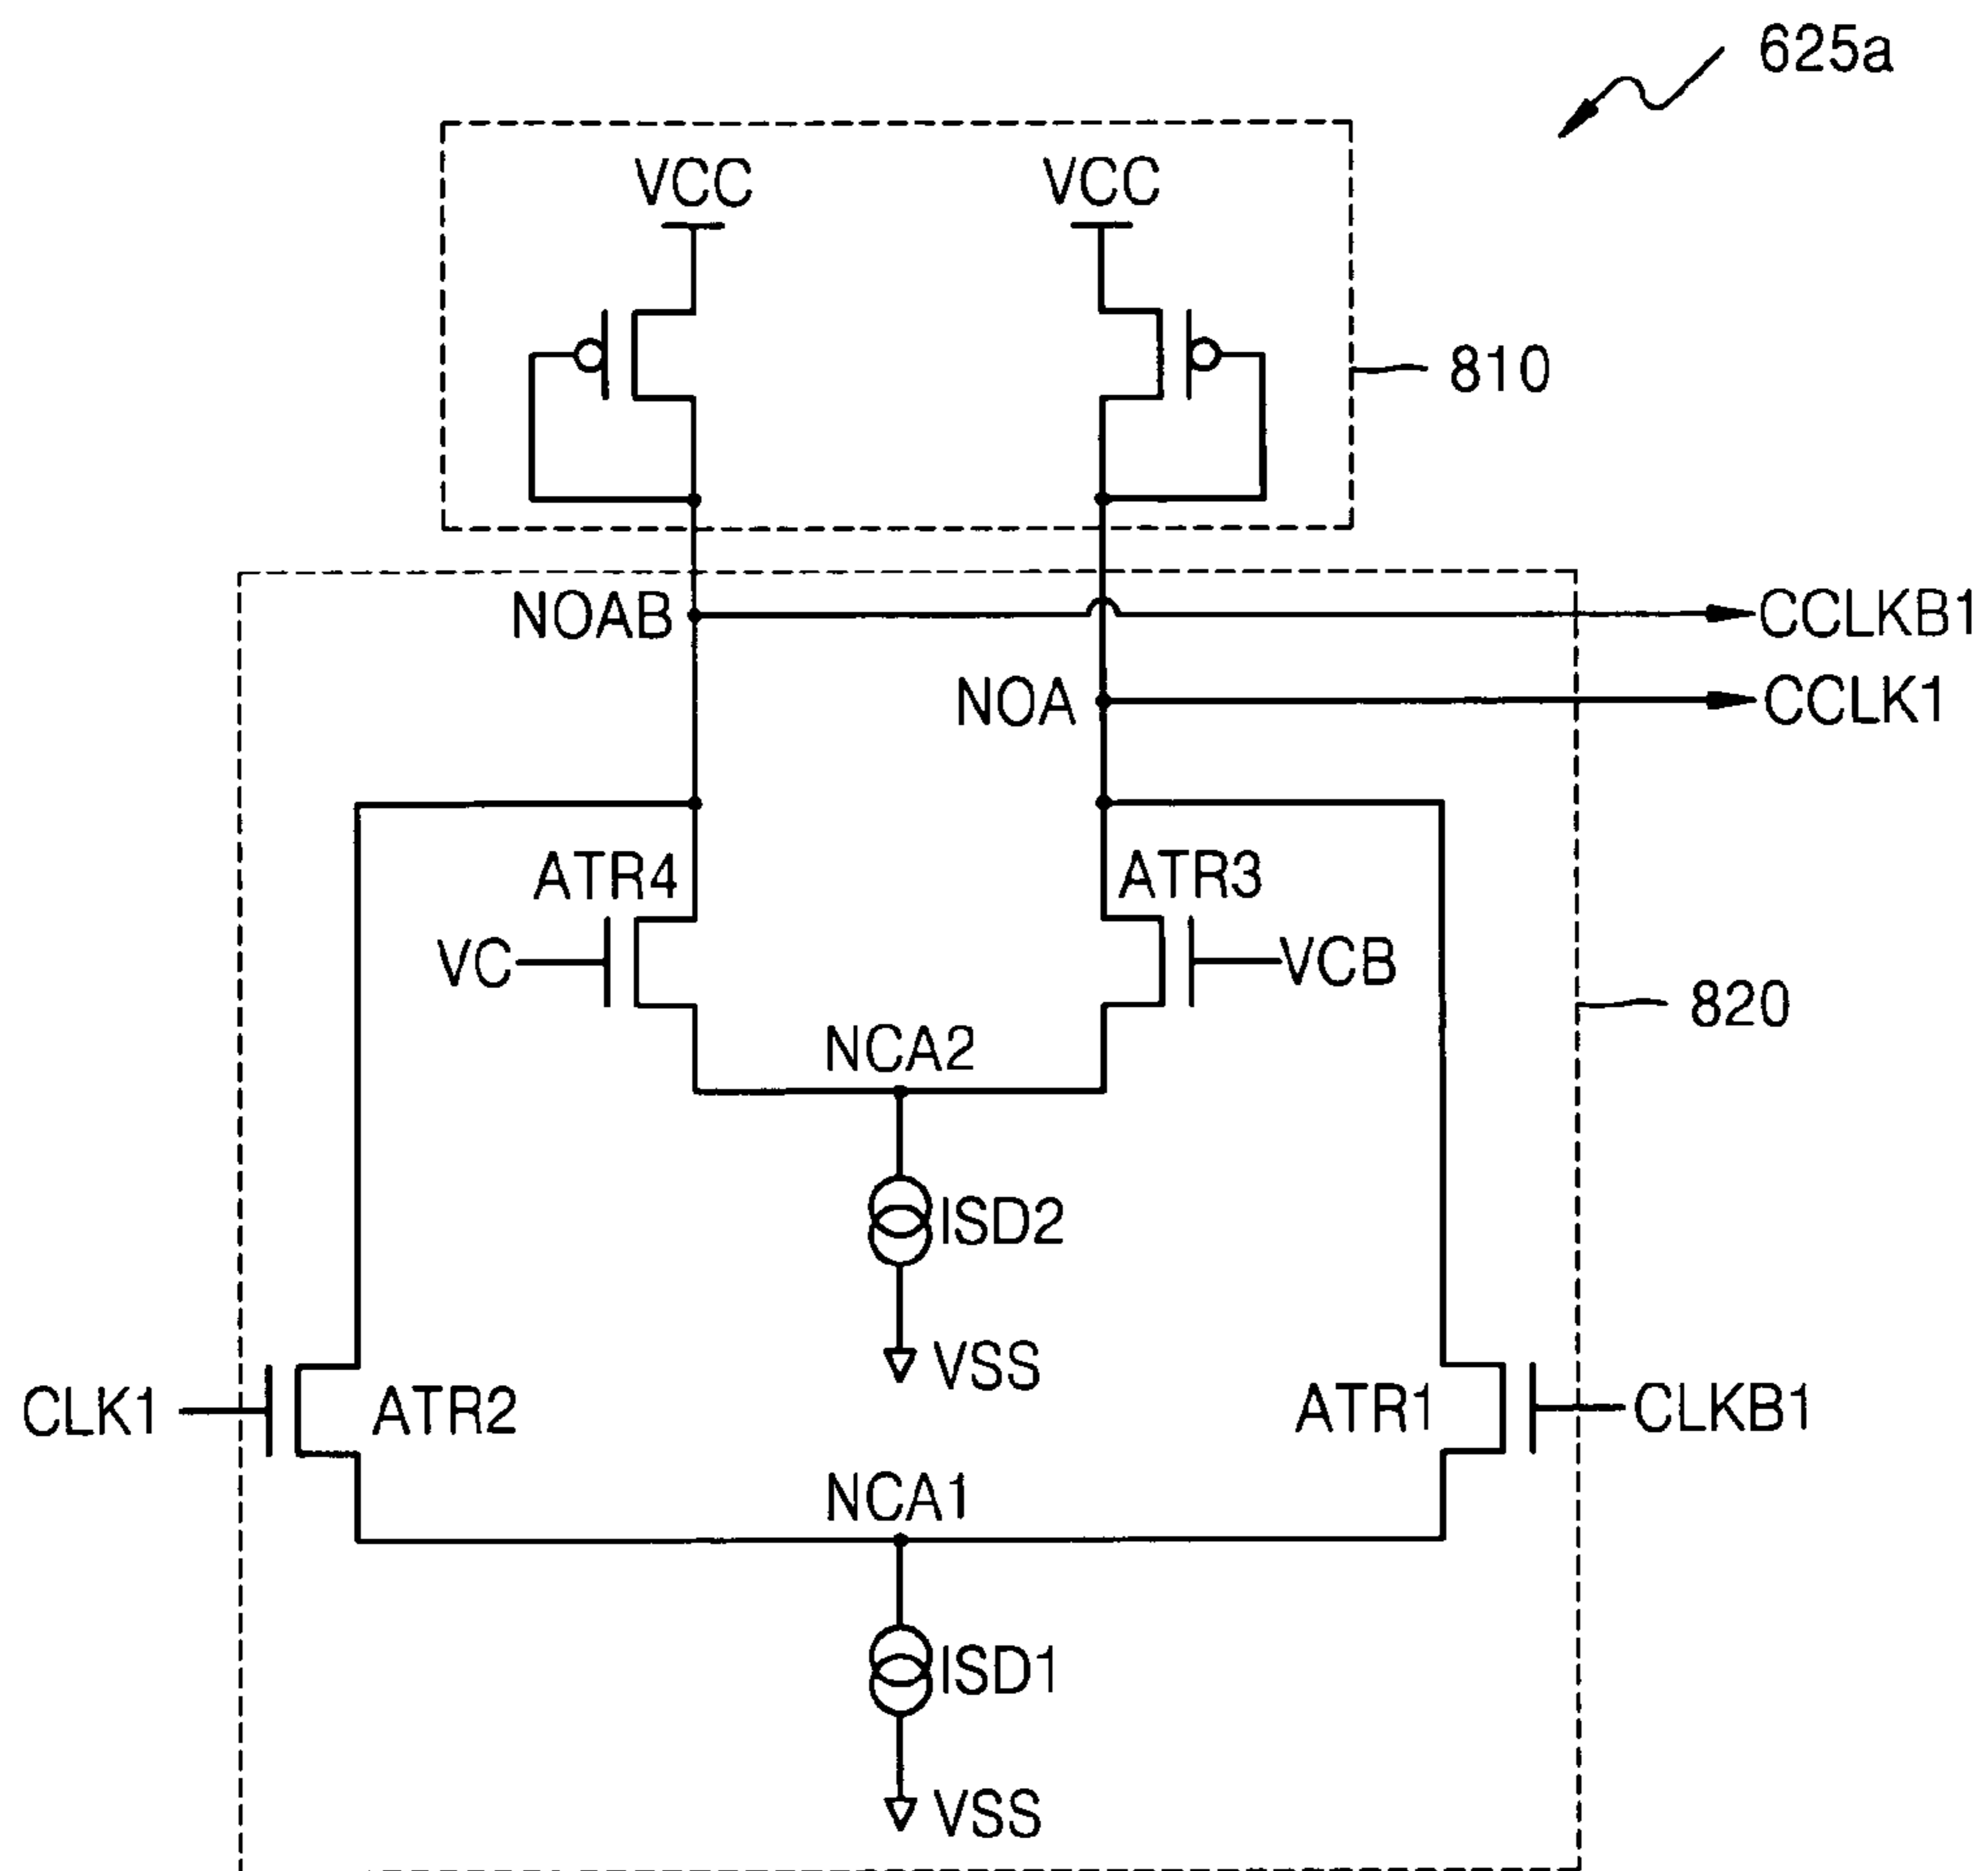 625a
VCC VCC
810
NOAB CCLKB1
NOA CCLK1
ATR4 ATR3
VC VCB
820
NCA2
ISD2
VSS
CLK1 ATR2 ATR1 CLKB1
NCA1
ISD1
VSS